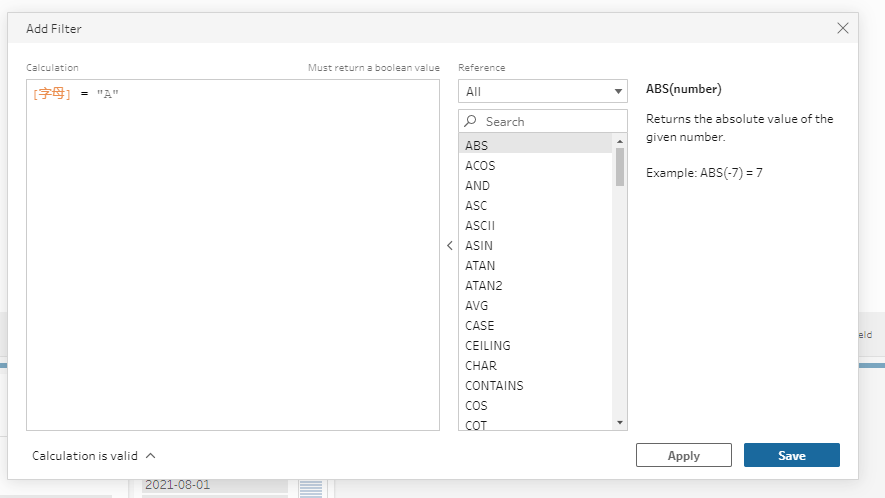 Add Filter
Calculation
Must return a boolean value
[字母] = "A"
Reference
All
Search
ABS
ACOS
AND
ASC
ASCII
ASIN
ATAN
ATAN2
AVG
CASE
CEILING
CHAR
CONTAINS
COS
COT
ABS(number)
Returns the absolute value of the
given number.
Example: ABS(-7) = 7
eld
Calculation is valid
Apply
Save
2021-08-01